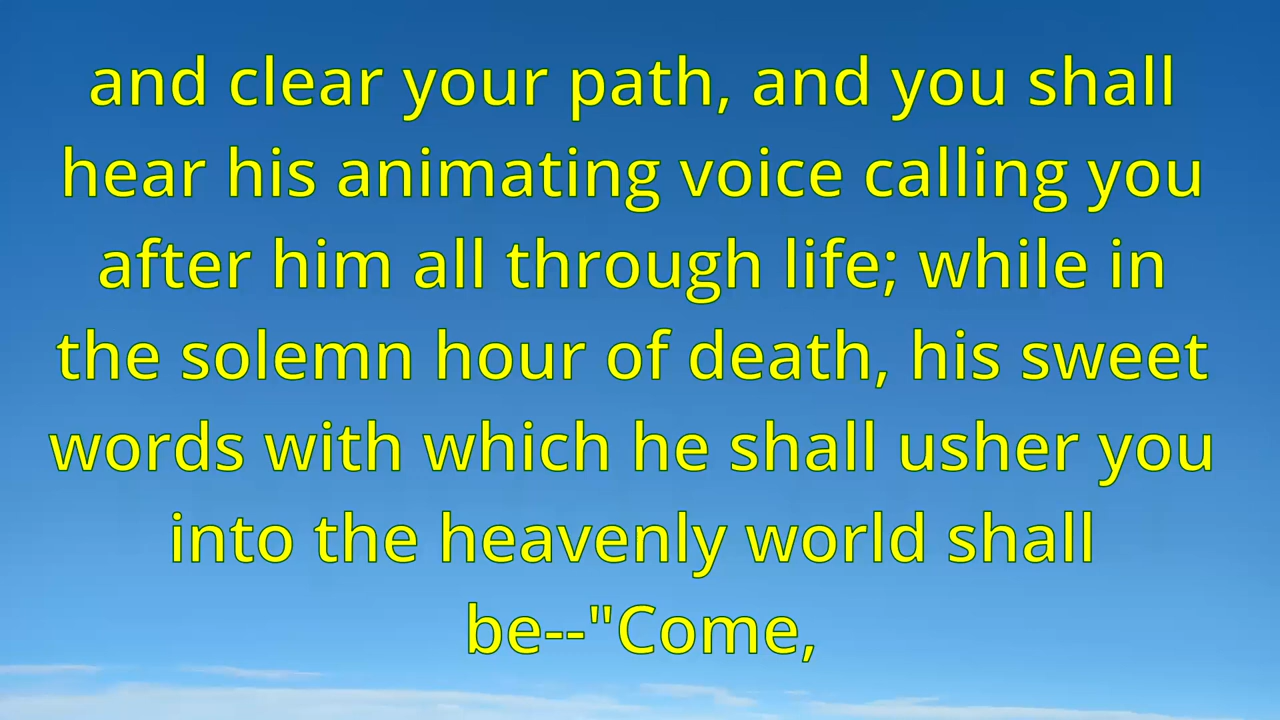 and clear your path, and you shall
hear his animating voice calling you
after him all through life; while in
the solemn hour of death, his sweet
words with which he shall usher you
into the heavenly world shall
be--"Come,